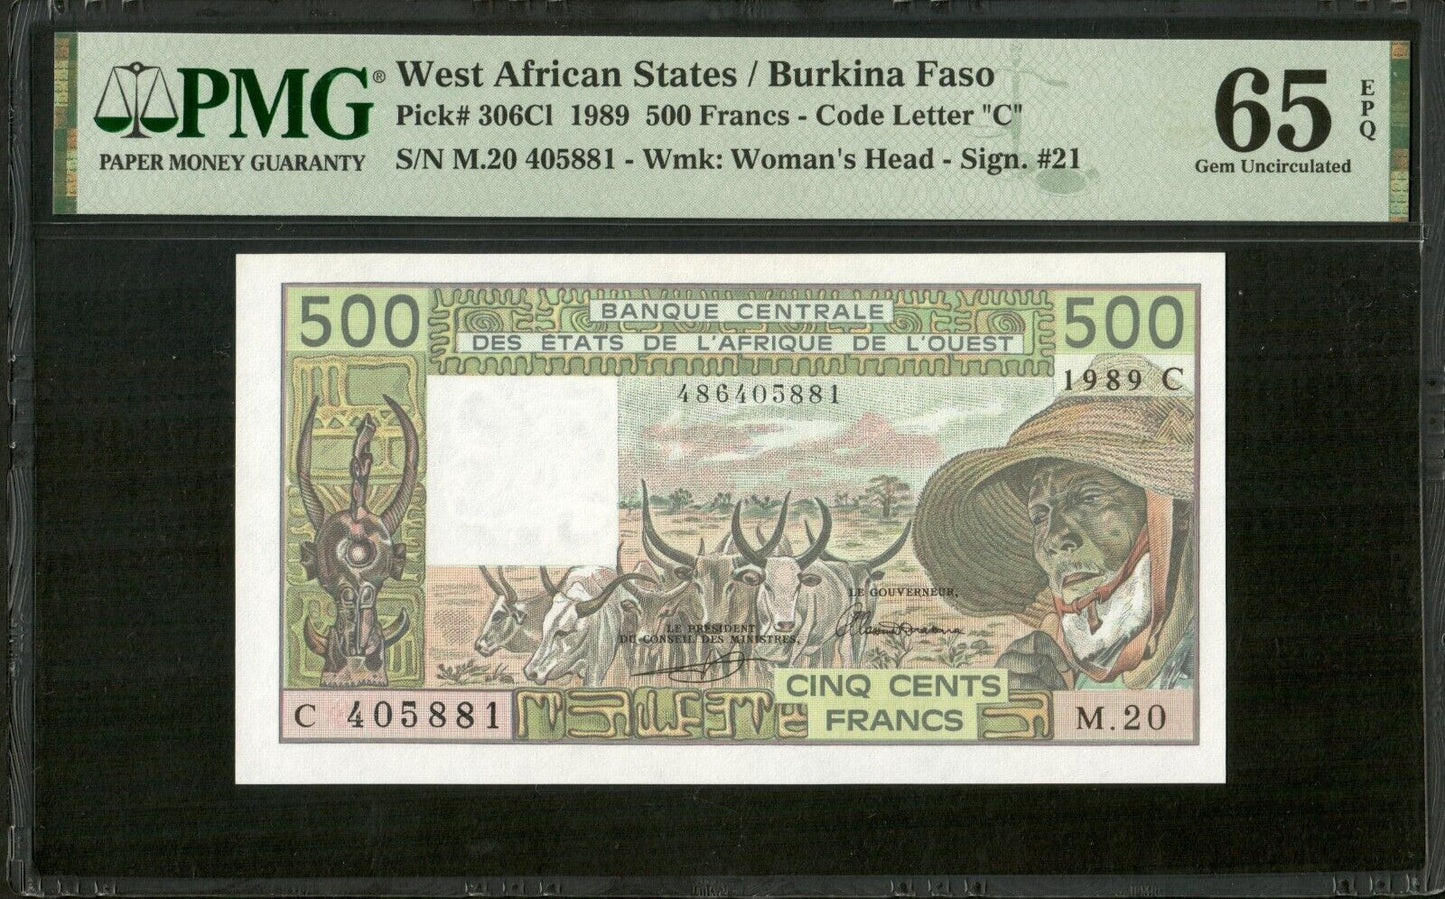 PMG®
PAPER MONEY GUARANTY
West African States / Burkina Faso
Pick# 306Cl 1989 500 Francs - Code Letter "C"
S/N M.20 405881 - Wmk: Woman's Head - Sign. #21
65
EPQ
Gem Uncirculated
500
BANQUE CENTRALE
DES ÉTATS DE L'AFRIQUE DE L'OUEST
500
486405881
1989 C
LE GOUVERNEUR,
LE PRÉSIDENT
DU CONSEIL DES MINISTRES,
CINQ CENTS
FRANCS
C 405881
M.20